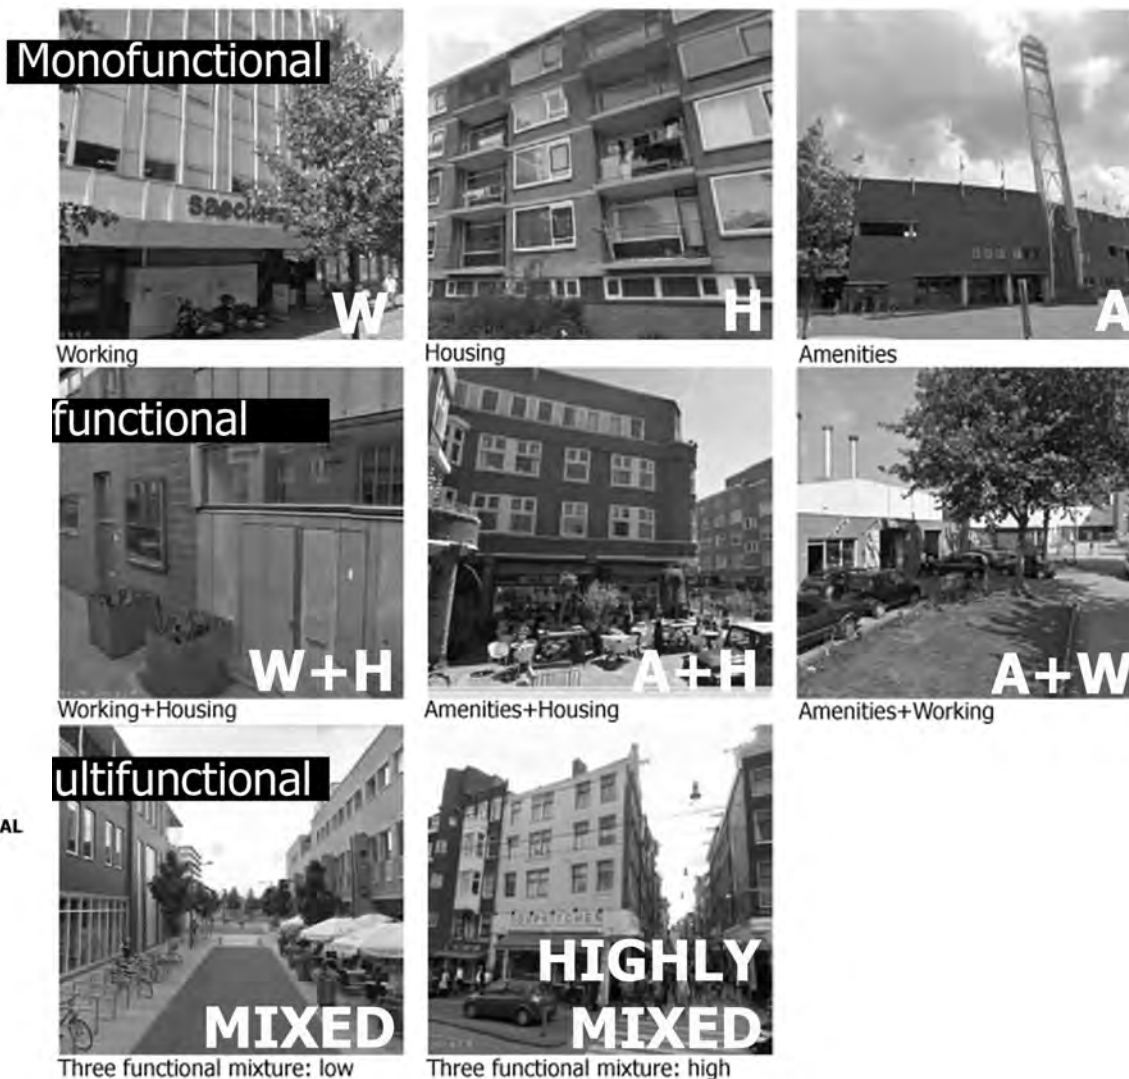 Monofunctional
saecle
W
H
A
Working
Housing
Amenities
functional
W+H
A+H
A+W
Working+Housing
Amenities+Housing
Amenities+Working
ultifunctional
AL
MIXED
HIGHLY
MIXED
Three functional mixture: low
Three functional mixture: high